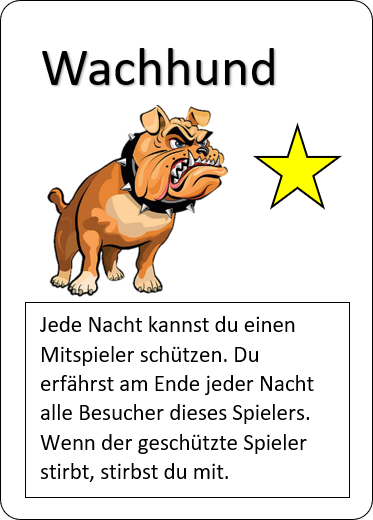 Wachhund
Jede Nacht kannst du einen
Mitspieler schützen. Du
erfährst am Ende jeder Nacht
alle Besucher dieses Spielers.
Wenn der geschützte Spieler
stirbt, stirbst du mit.